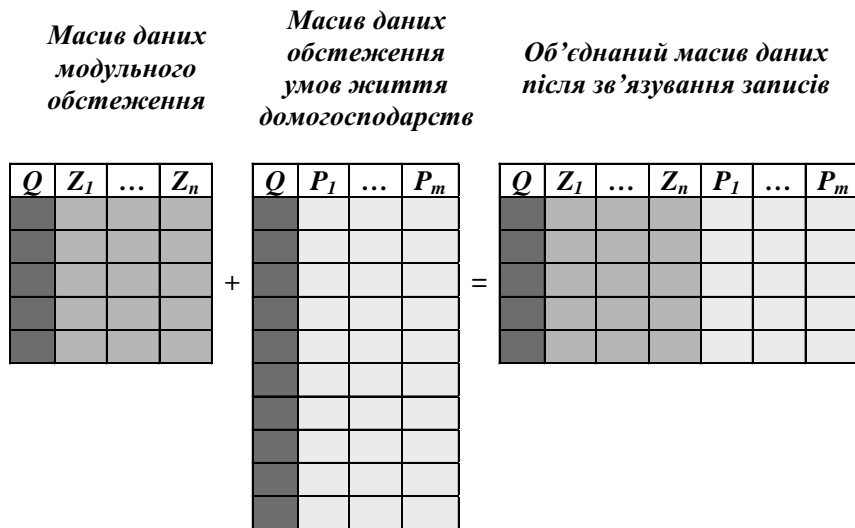 Масив даних
модульного
обстеження
Масив даних
обстеження
умов життя
домогосподарств
Об’єднаний масив даних
після зв’язування записів
Q Z1 … Zn
+
Q P1 … Pm
=
Q Z1 … Zn P1 … Pm